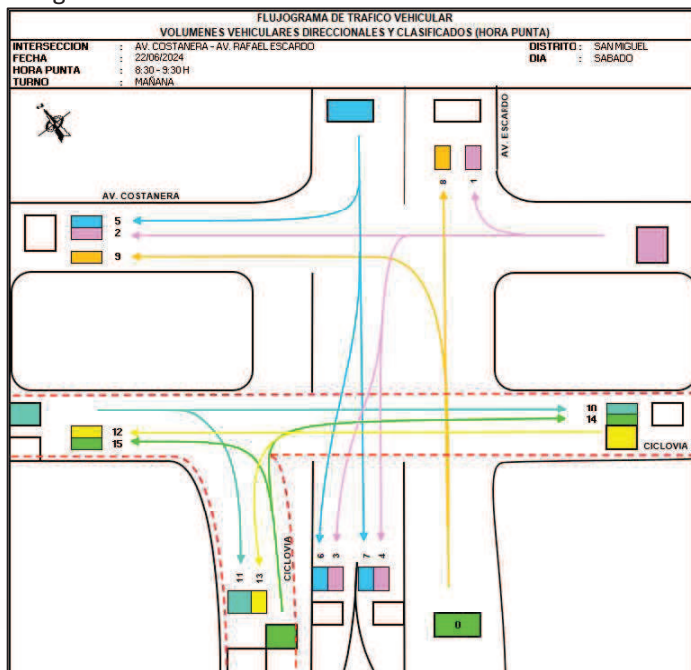 FLUJOGRAMA DE TRAFICO VEHICULAR
VOLUMENES VEHICULARES DIRECCIONALES Y CLASIFICADOS (HORA PUNTA)
INTERSECCION : AV. COSTANERA - AV. RAFAEL ESCARDO DISTRITO : SAN MIGUEL
FECHA : 22/06/2024 DIA : SABADO
HORA PUNTA : 8:30 - 9:30 H
TURNO : MAÑANA
AV. ESCARDO
8 1
AV. COSTANERA
5
2
9
10
14
12
15
CICLOVIA
CICLOVIA
11 13
6 3 7 4
0